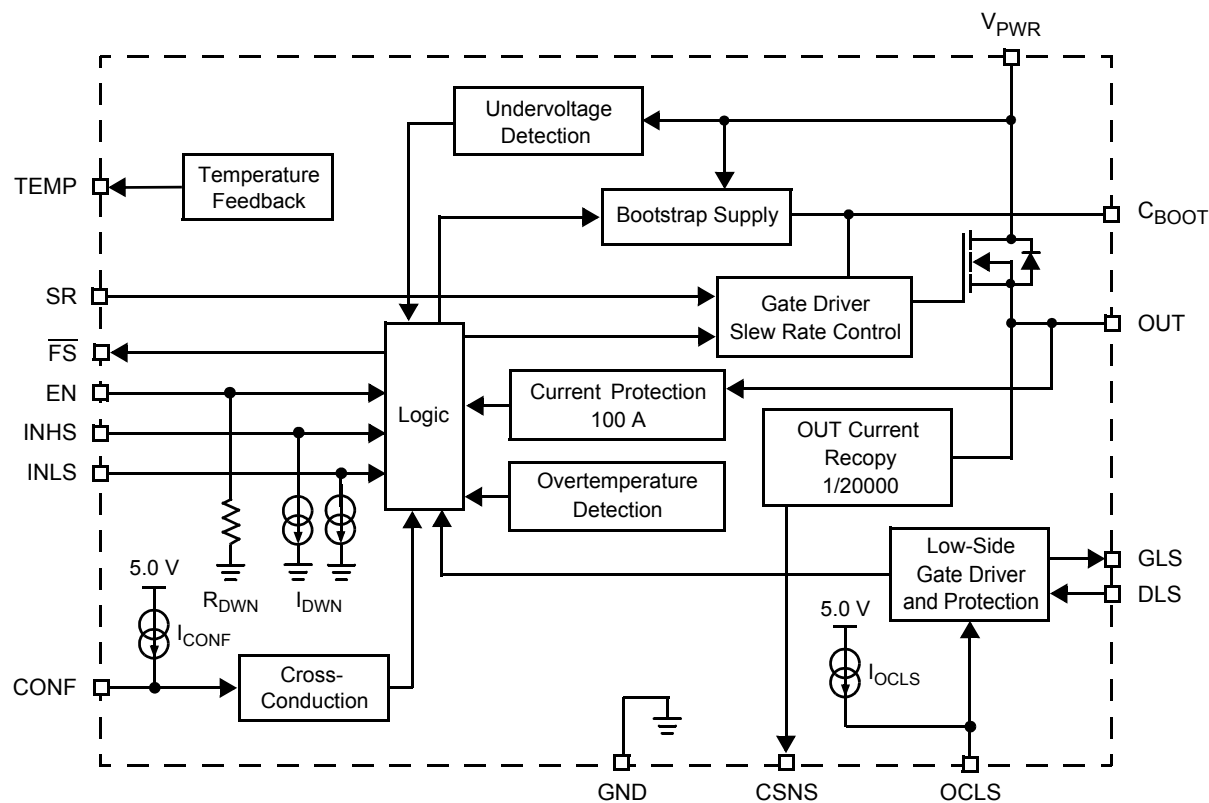 VPWR
Undervoltage
Detection
TEMP
Temperature
Feedback
Bootstrap Supply
CBOOT
SR
Gate Driver
Slew Rate Control
OUT
FS
EN
Current Protection
100 A
Logic
INHS
OUT Current
Recopy
1/20000
INLS
Overtemperature
Detection
Low-Side
Gate Driver
and Protection
GLS
DLS
5.0 V
RDWN
IDWN
5.0 V
ICONF
IOCLS
CONF
Cross-
Conduction
GND
CSNS
OCLS